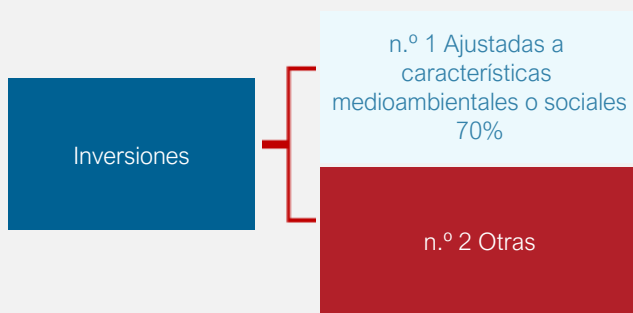 Inversiones
n.º 1 Ajustadas a
características
medioambientales o sociales
70%
n.º 2 Otras